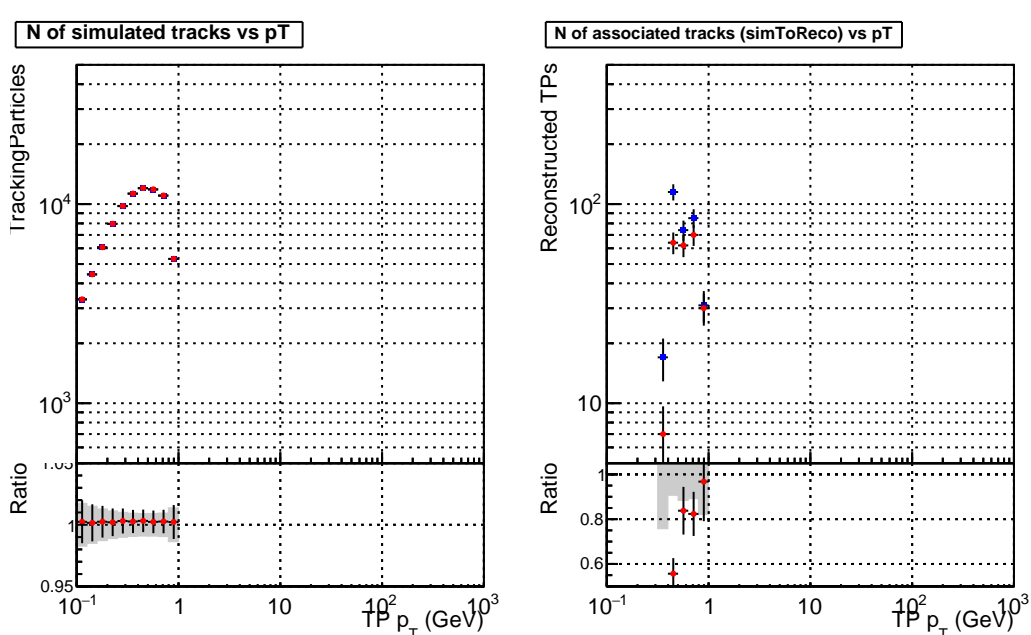 N of simulated tracks vs pT
TrackingParticles
10⁴
10³
Ratio
1.05
1
0.95
10⁻¹
1
10
10²
10³
TP p_T (GeV)
N of associated tracks (simToReco) vs pT
Reconstructed TPs
10²
10
Ratio
1
0.8
0.6
10⁻¹
1
10
10²
10³
TP p_T (GeV)